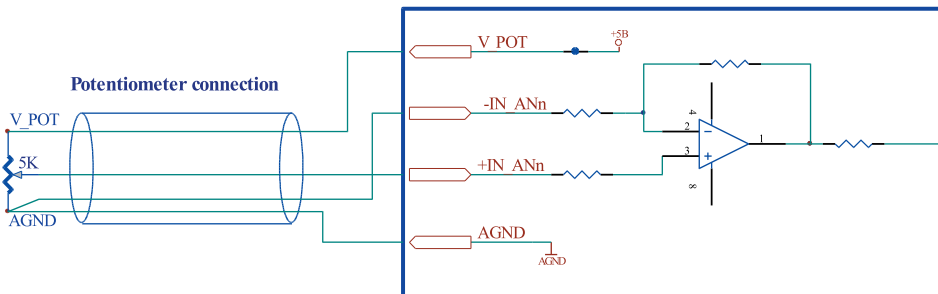 +5B
V_POT
Potentiometer connection
-IN_ANn
V_POT
4
2
1
3
5K
+IN_ANn
8
AGND
AGND
AGND